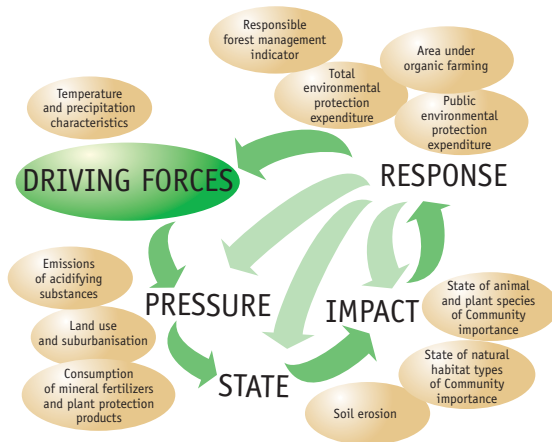 Responsible
forest management
indicator
Total
environmental
protection
expenditure
Area under
organic farming
Public
environmental
protection
expenditure
Temperature
and precipitation
characteristics
DRIVING FORCES
RESPONSE
Emissions
of acidifying
substances
Land use
and suburbanisation
Consumption
of mineral fertilizers
and plant protection
products
PRESSURE
IMPACT
STATE
State of animal
and plant species
of Community
importance
State of natural
habitat types
of Community
importance
Soil erosion